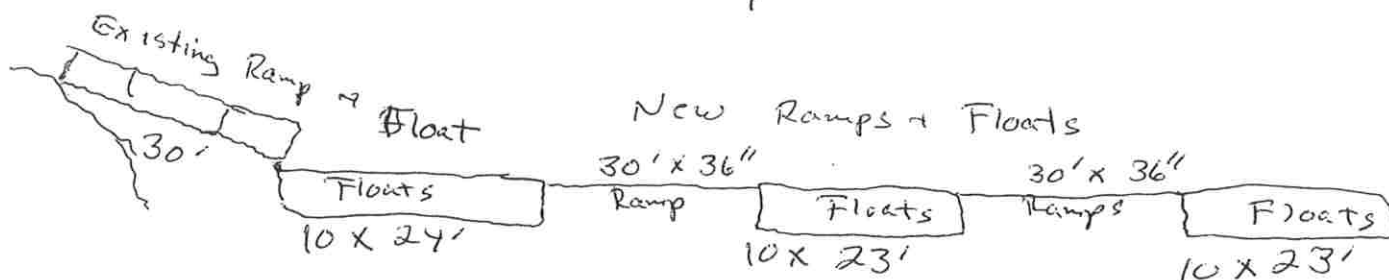 Existing Ramp + Float
30'
New Ramps + Floats
30' x 36"
Ramp
30' x 36"
Ramps
Floats
10 x 24'
Floats
10 x 23'
Floats
10 x 23'